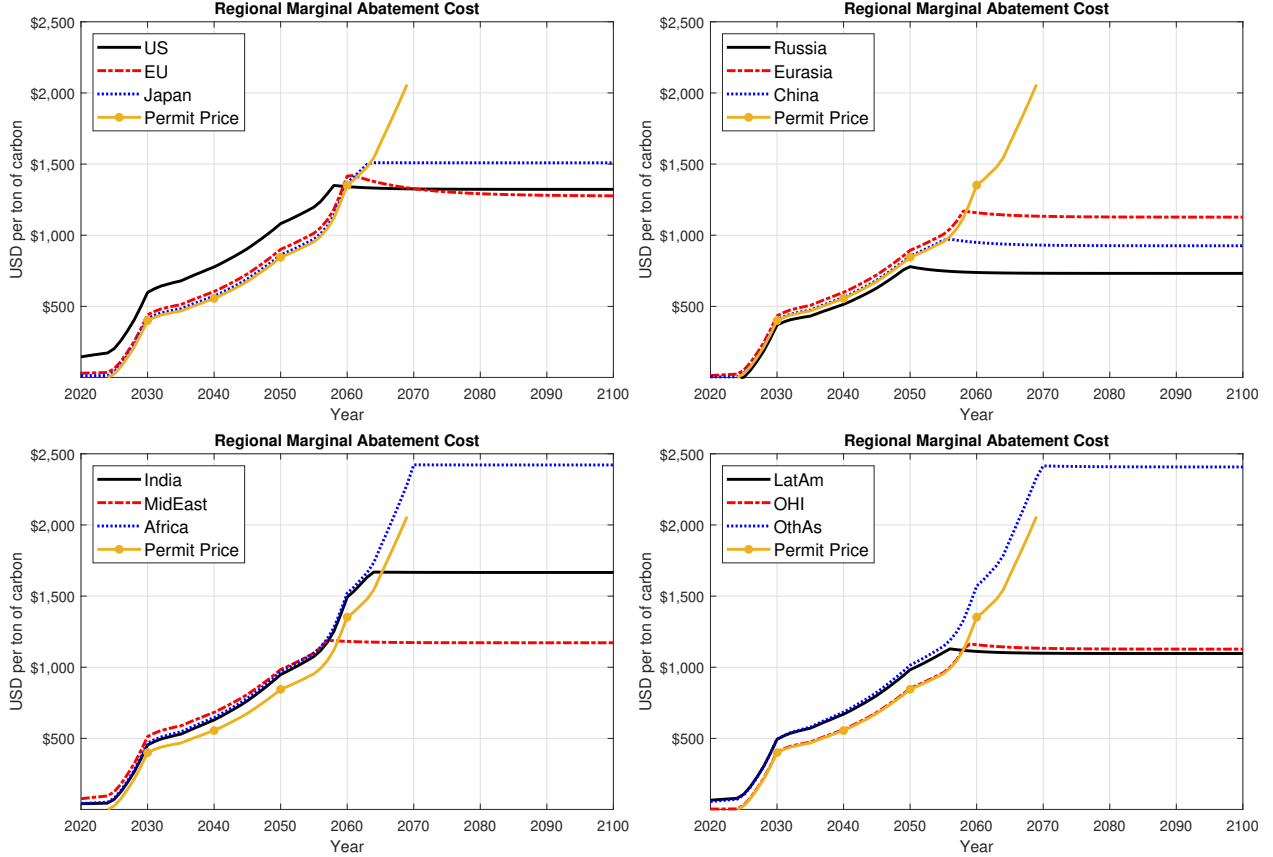 Regional Marginal Abatement Cost
$2,500
$2,000
$1,500
$1,000
$500
USD per ton of carbon
US
EU
Japan
Permit Price
2020 2030 2040 2050 2060 2070 2080 2090 2100
Year
Regional Marginal Abatement Cost
$2,500
$2,000
$1,500
$1,000
$500
USD per ton of carbon
Russia
Eurasia
China
Permit Price
2020 2030 2040 2050 2060 2070 2080 2090 2100
Year
Regional Marginal Abatement Cost
$2,500
$2,000
$1,500
$1,000
$500
USD per ton of carbon
India
MidEast
Africa
Permit Price
2020 2030 2040 2050 2060 2070 2080 2090 2100
Year
Regional Marginal Abatement Cost
$2,500
$2,000
$1,500
$1,000
$500
USD per ton of carbon
LatAm
OHI
OthAs
Permit Price
2020 2030 2040 2050 2060 2070 2080 2090 2100
Year